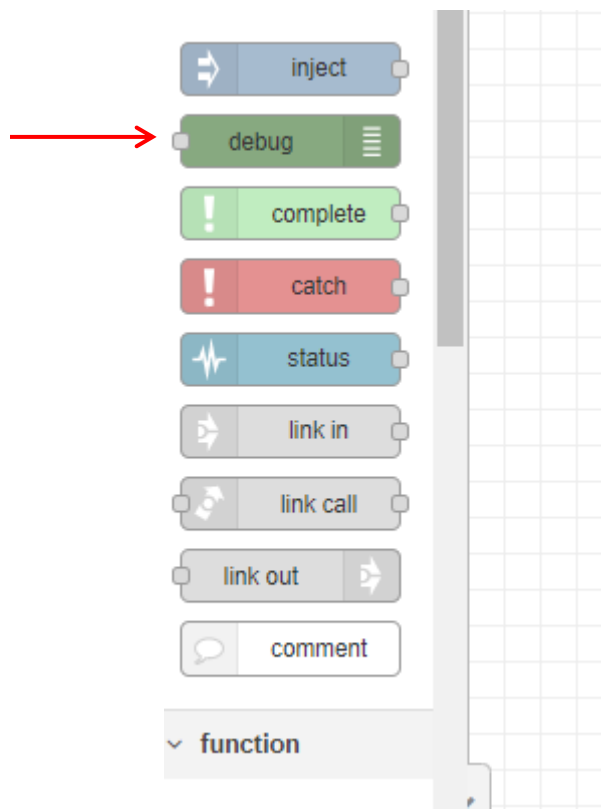 inject
debug
complete
catch
status
link in
link call
link out
comment
function